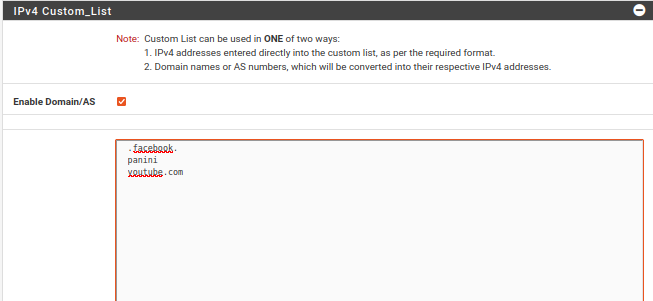 IPv4 Custom_List
Note: Custom List can be used in ONE of two ways:
1. IPv4 addresses entered directly into the custom list, as per the required format.
2. Domain names or AS numbers, which will be converted into their respective IPv4 addresses.
Enable Domain/AS
.facebook.
panini
youtube.com